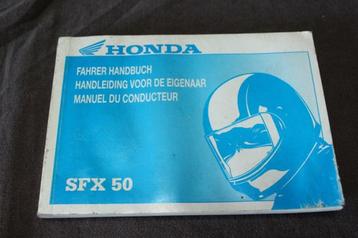 HONDA
FAHRER HANDBUCH
HANDLEIDING VOOR DE EIGENAAR
MANUEL DU CONDUCTEUR
SFX 50